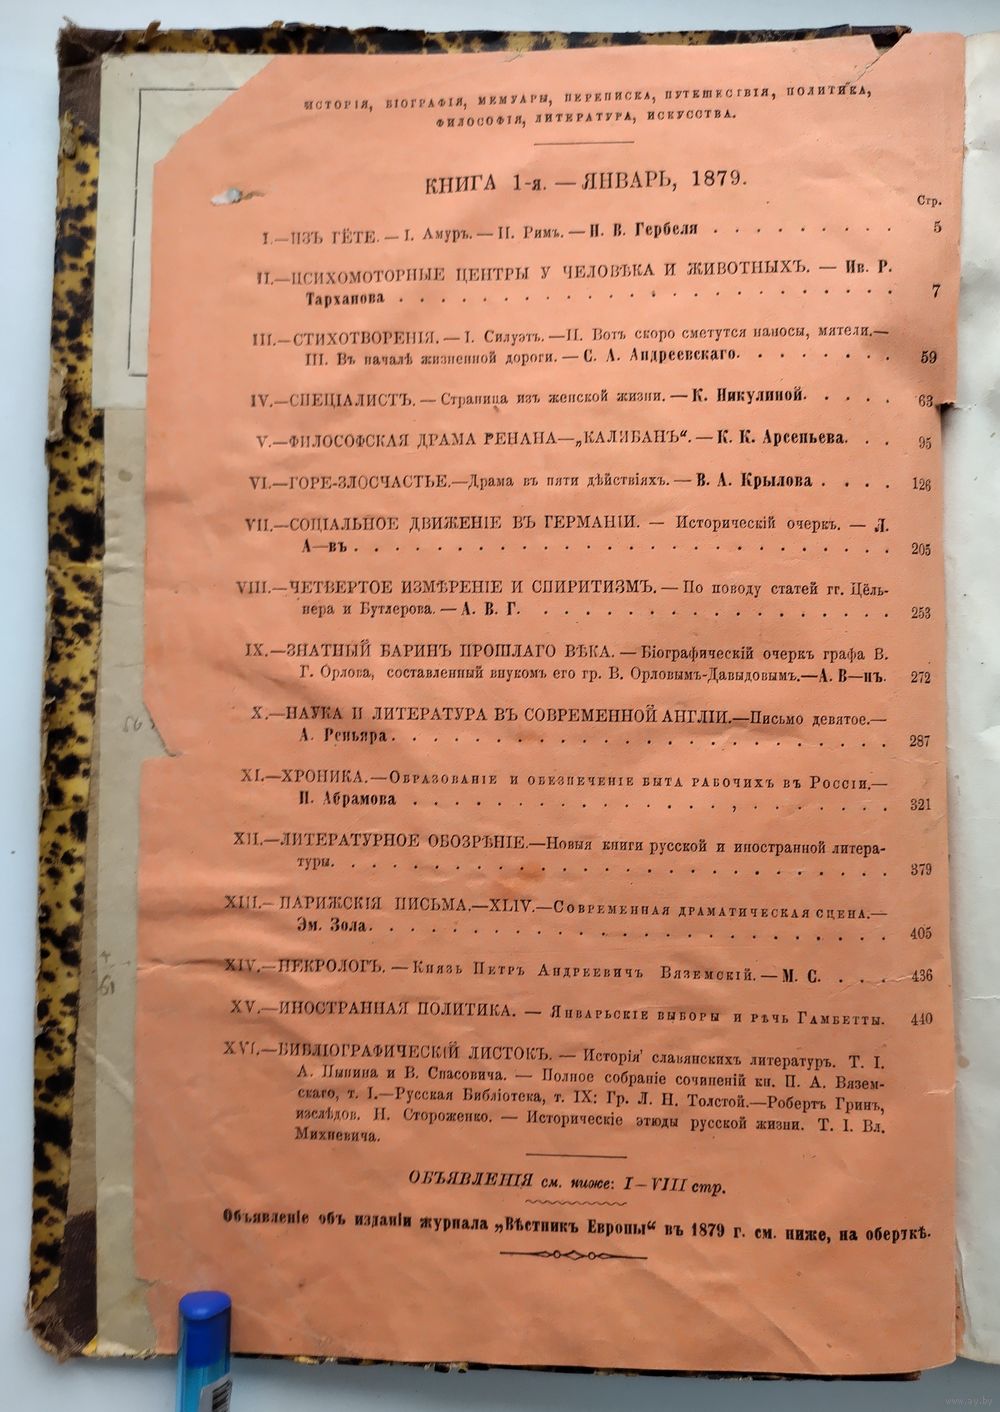 ИСТОРІЯ, БІОГРАФІЯ, МЕМУАРЫ, ПЕРЕПИСКА, ПУТЕШЕСТВІЯ, ПОЛИТИКА,
ФИЛОСОФІЯ, ЛИТЕРАТУРА, ИСКУССТВА.
КНИГА 1-я. — ЯНВАРЬ, 1879.
Стр.
I.—ИЗЪ ГЁТЕ. — I. Амуръ. — II. Римъ. — Н. В. Гербеля . . . . . . . . . 5
II.—ПСИХОМОТОРНЫЕ ЦЕНТРЫ У ЧЕЛОВѢКА И ЖИВОТНЫХЪ. — Ив. Р.
Тарханова . . . . . . . . . . . . . . . . . . . . 7
III.—СТИХОТВОРЕНІЯ. — I. Силуэтъ. —II. Вотъ скоро сметутся наносы, мятели.—
III. Въ началѣ жизненной дороги. — С. А. Андреевскаго. . . . . . . . 59
IV.—СПЕЦІАЛИСТЪ. — Страница изъ женской жизни. — К. Никулиной. . . . . 63
V.—ФИЛОСОФСКАЯ ДРАМА РЕНАНА—„КАЛИБАНЪ“. — К. К. Арсеньева. . . 95
VI.—ГОРЕ-ЗЛОСЧАСТЬЕ.—Драма въ пяти дѣйствіяхъ. — В. А. Крылова . . . . 126
VII.—СОЦІАЛЬНОЕ ДВИЖЕНІЕ ВЪ ГЕРМАНІИ. — Историческій очеркъ. — Л.
А—въ . . . . . . . . . . . . . . . . . . . . . . 205
VIII.—ЧЕТВЕРТОЕ ИЗМѢРЕНІЕ И СПИРИТИЗМЪ. — По поводу статей гг. Цёль-
нера и Бутлерова. — А. В. Г. . . . . . . . . . . . . . . . 253
IX.—ЗНАТНЫЙ БАРИНЪ ПРОШЛАГО ВѢКА. — Біографическій очеркъ графа В.
Г. Орлова, составленный внукомъ его гр. В. Орловымъ-Давыдовымъ.—А. В—нъ. 272
X.—НАУКА И ЛИТЕРАТУРА ВЪ СОВРЕМЕННОЙ АНГЛІИ.—Письмо девятое.—
А. Реньяра . . . . . . . . . . . . . . . . . . . . . 287
XI.—ХРОНИКА.—Образованіе и обезпеченіе быта рабочихъ въ Россіи.—
Н. Абрамова . . . . . . . . . . . . . . . . . . . . 321
XII.—ЛИТЕРАТУРНОЕ ОБОЗРѢНІЕ.—Новыя книги русской и иностранной литера-
туры. . . . . . . . . . . . . . . . . . . . . . . 379
XIII.—ПАРИЖСКІЯ ПИСЬМА.—XLIV.—Современная драматическая сцена.—
Эм. Зола. . . . . . . . . . . . . . . . . . . . . . 405
XIV.—НЕКРОЛОГЪ. — Князь Петръ Андреевичъ Вяземскій. — М. С. . . . . 436
XV.—ИНОСТРАННАЯ ПОЛИТИКА. — Январьскіе выборы и рѣчь Гамбетты. 440
XVI.—БИБЛІОГРАФИЧЕСКІЙ ЛИСТОКЪ. — Исторія славянскихъ литературъ. Т. I.
А. Пыпина и В. Спасовича. — Полное собраніе сочиненій кн. П. А. Вязем-
скаго, т. I.—Русская Библіотека, т. IX: Гр. Л. Н. Толстой.—Робертъ Гринъ,
изслѣдов. Н. Стороженко. — Историческіе этюды русской жизни. Т. I. Вл.
Михневича.
ОБЪЯВЛЕНІЯ см. ниже: I—VIII стр.
Объявленіе объ изданіи журнала „Вѣстникъ Европы“ въ 1879 г. см. ниже, на оберткѣ.
www.ay.by